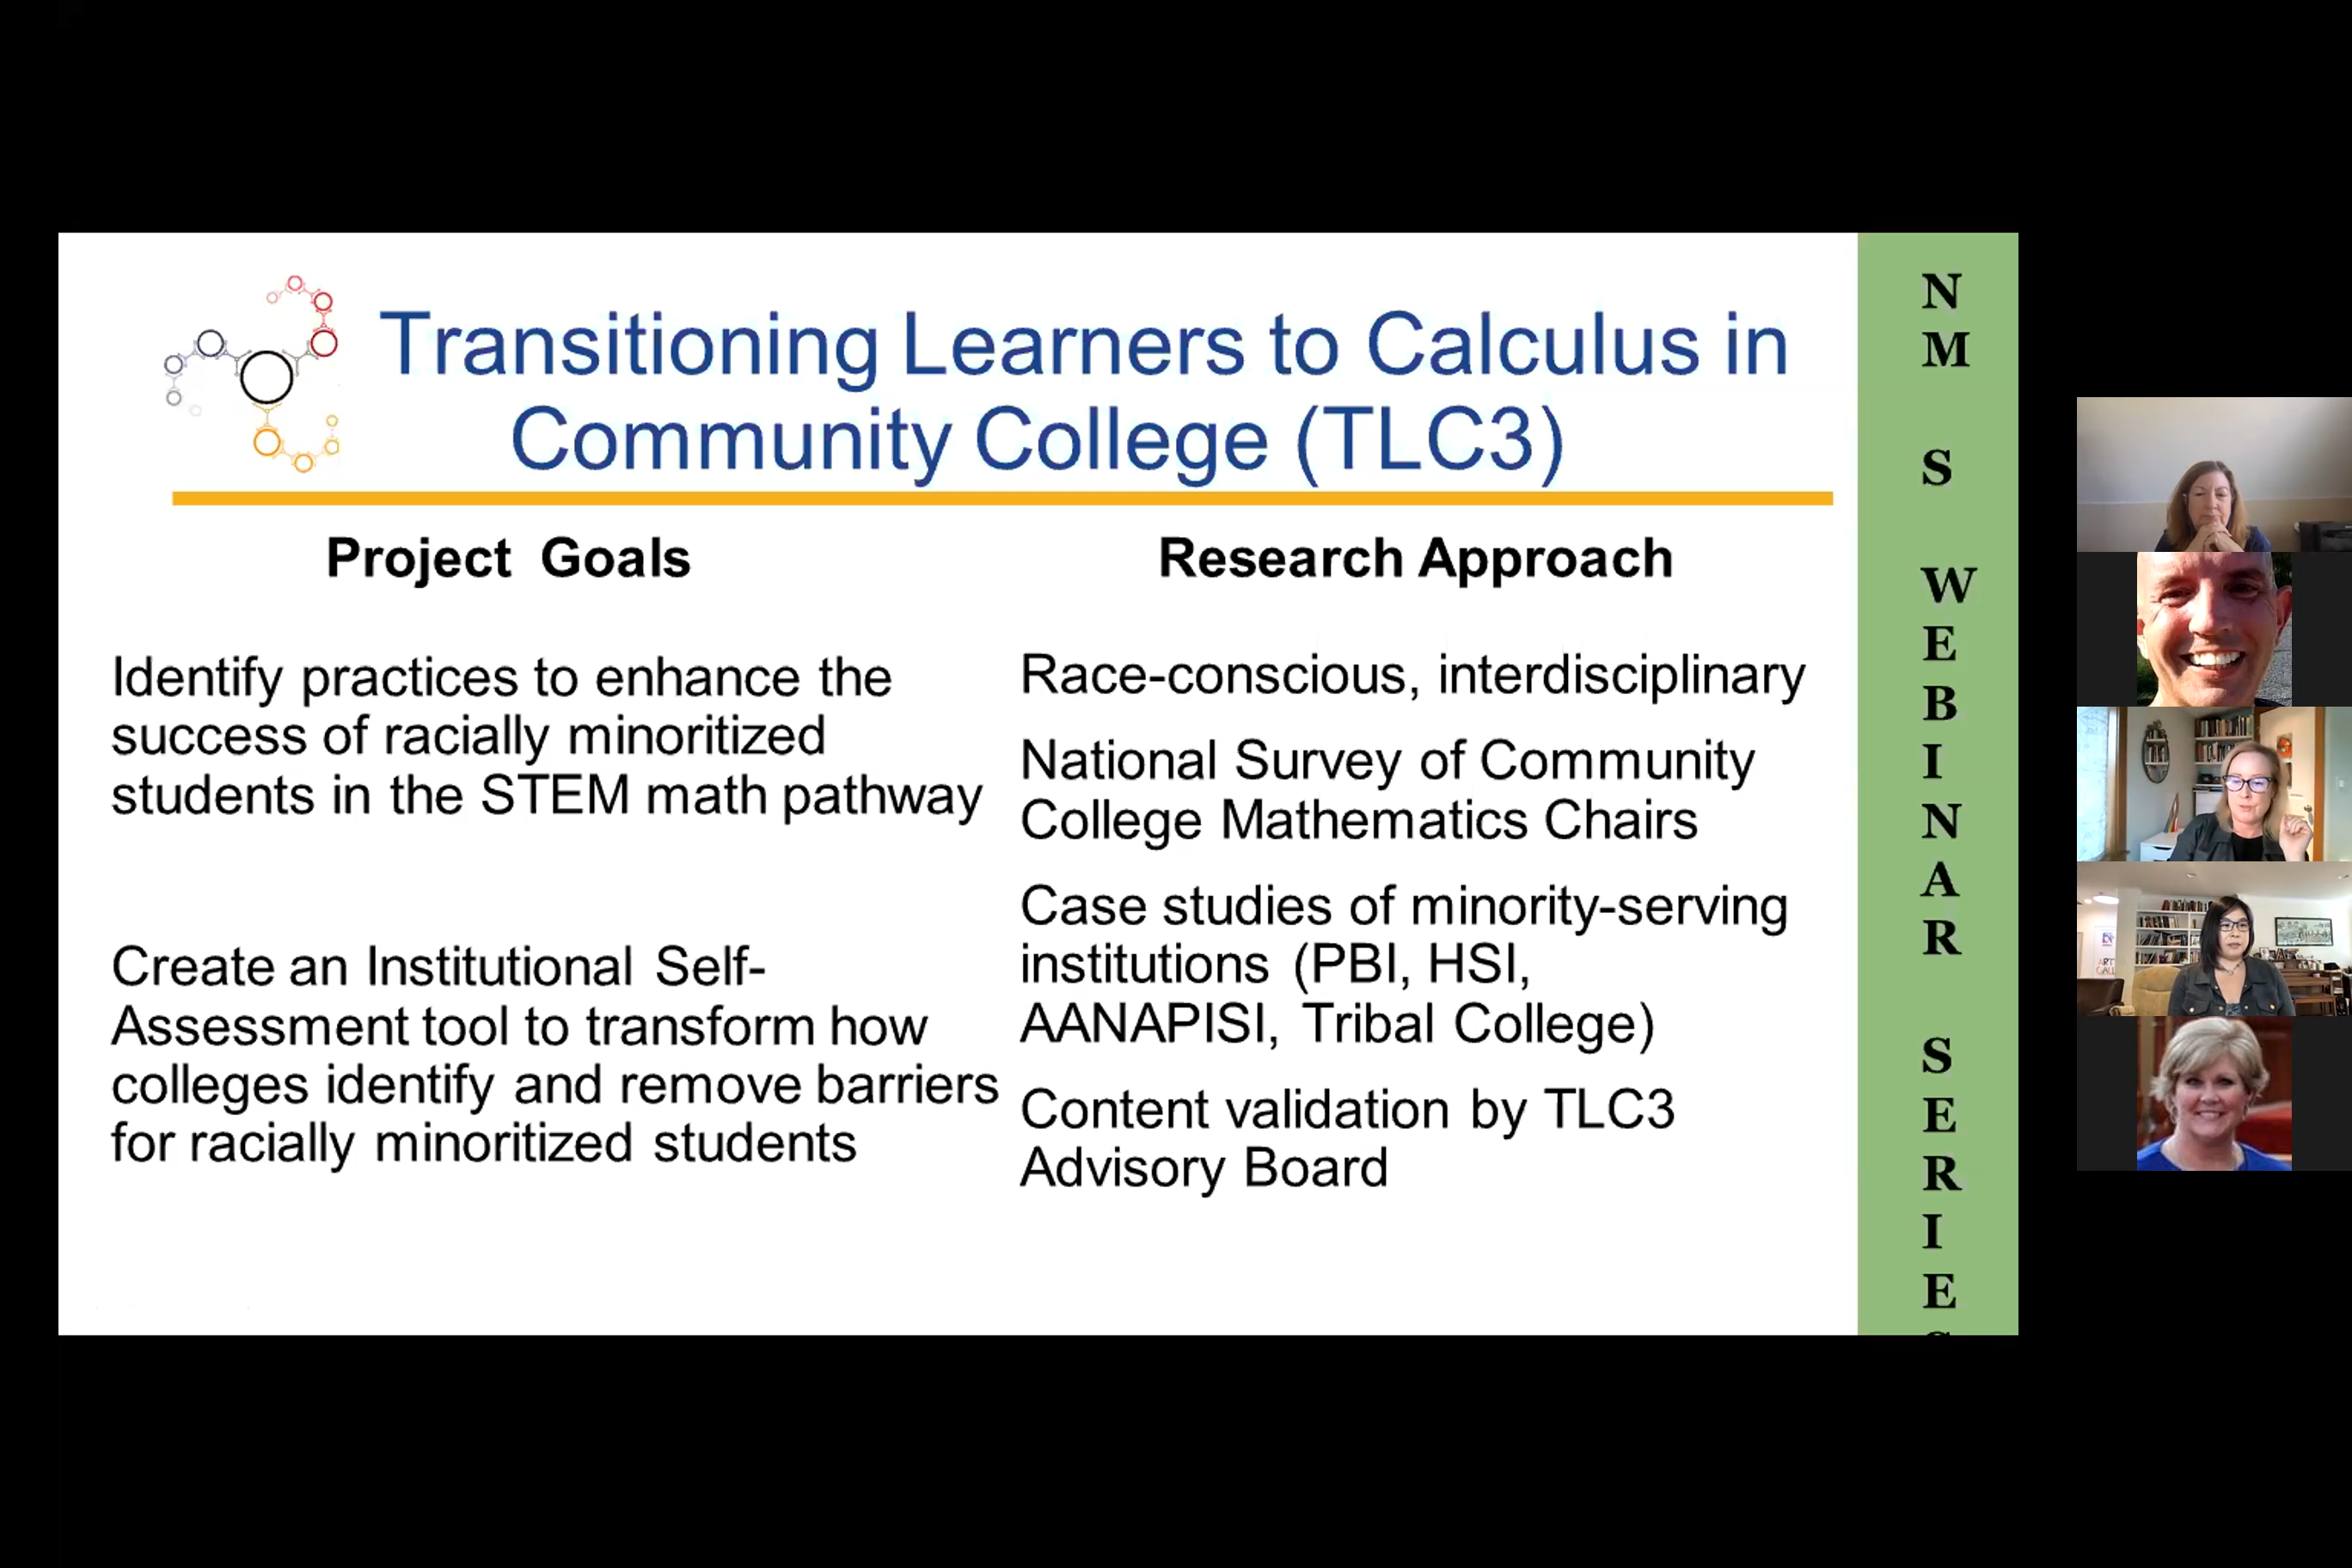 Transitioning Learners to Calculus in
Community College (TLC3)
Project Goals
Identify practices to enhance the
success of racially minoritized
students in the STEM math pathway
Create an Institutional Self-
Assessment tool to transform how
colleges identify and remove barriers
for racially minoritized students
Research Approach
Race-conscious, interdisciplinary
National Survey of Community
College Mathematics Chairs
Case studies of minority-serving
institutions (PBI, HSI,
AANAPISI, Tribal College)
Content validation by TLC3
Advisory Board
NM S WEBINAR SERIES